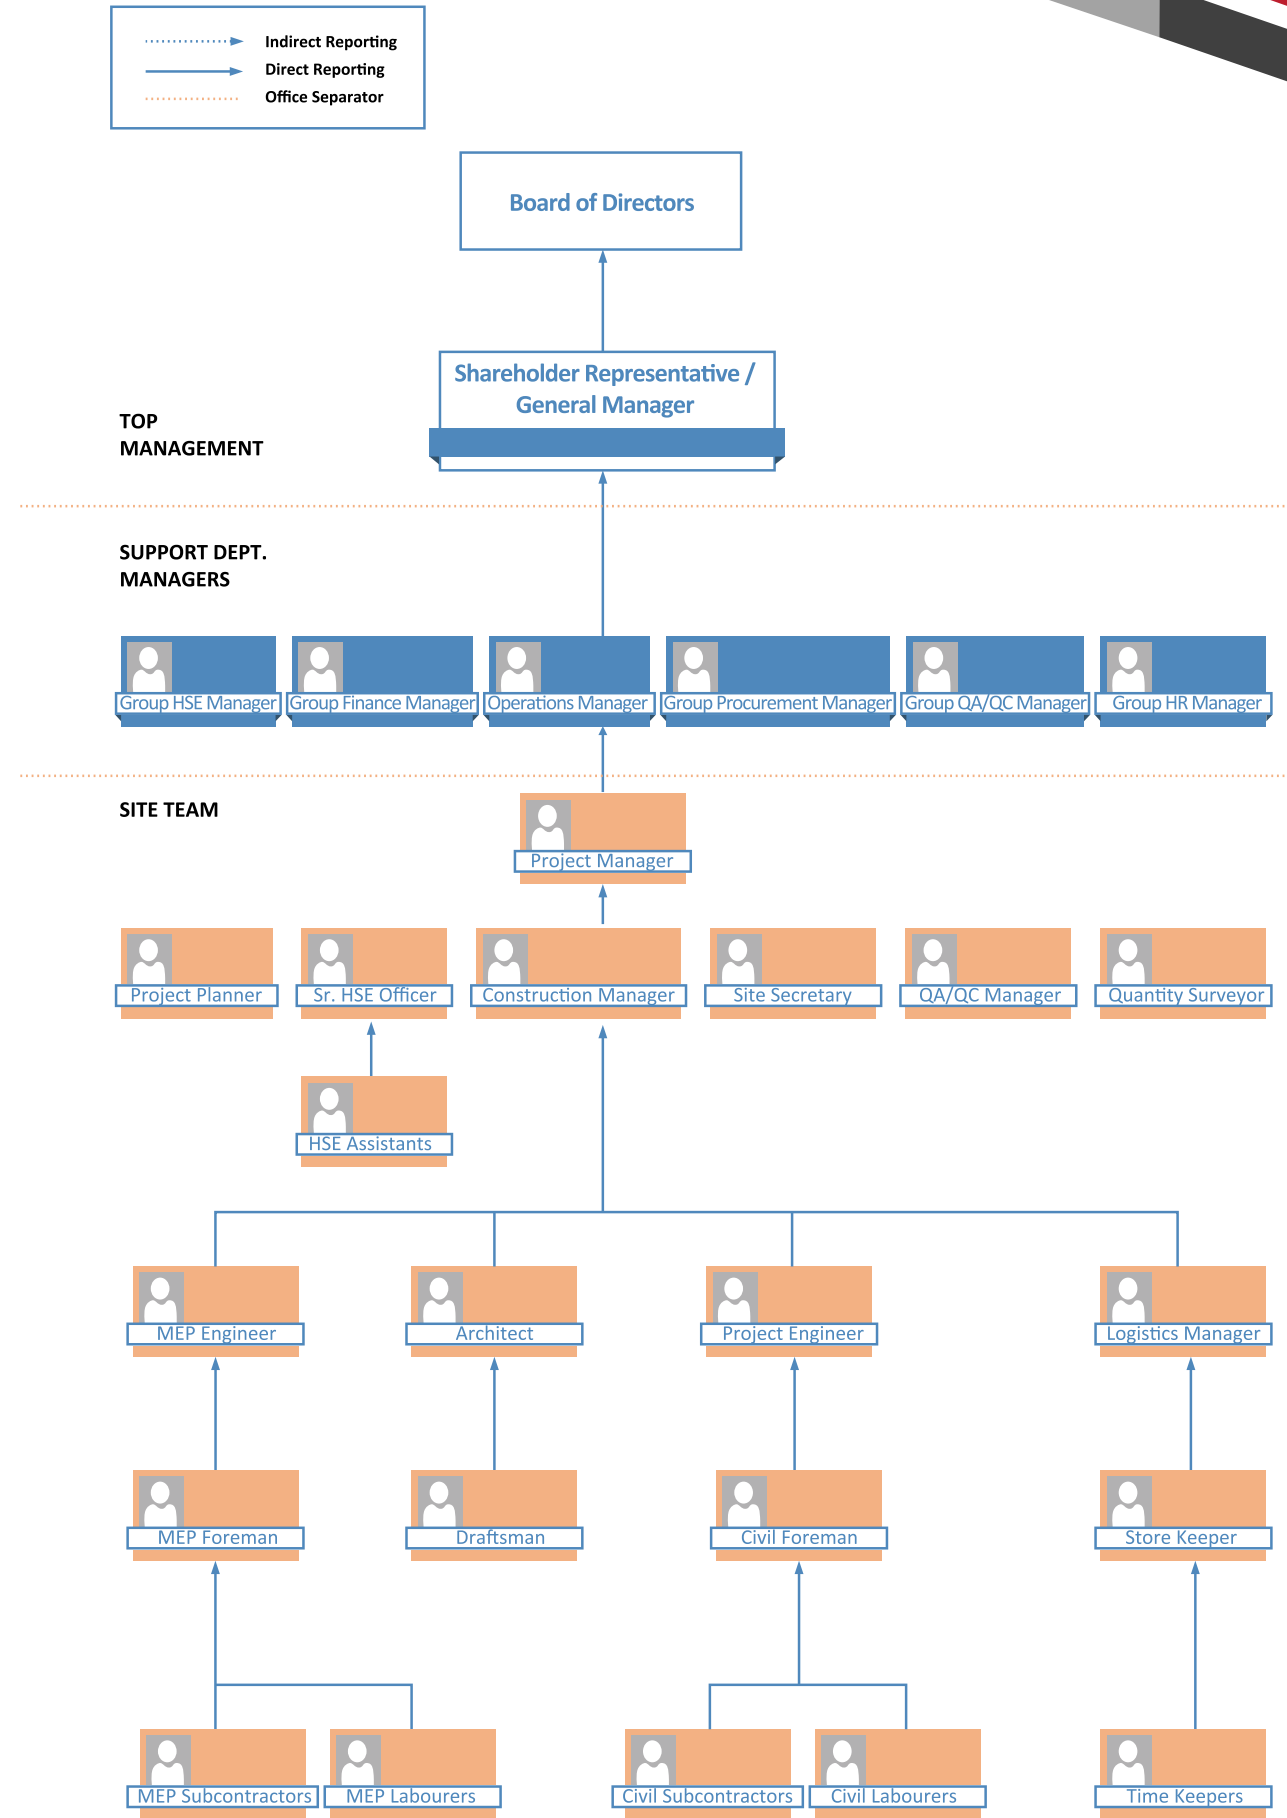 Indirect Reporting
Direct Reporting
Office Separator
Board of Directors
Shareholder Representative /
General Manager
TOP
MANAGEMENT
SUPPORT DEPT.
MANAGERS
Group HSE Manager
Group Finance Manager
Operations Manager
Group Procurement Manager
Group QA/QC Manager
Group HR Manager
SITE TEAM
Project Manager
Project Planner
Sr. HSE Officer
Construction Manager
Site Secretary
QA/QC Manager
Quantity Surveyor
HSE Assistants
MEP Engineer
Architect
Project Engineer
Logistics Manager
MEP Foreman
Draftsman
Civil Foreman
Store Keeper
MEP Subcontractors
MEP Labourers
Civil Subcontractors
Civil Labourers
Time Keepers